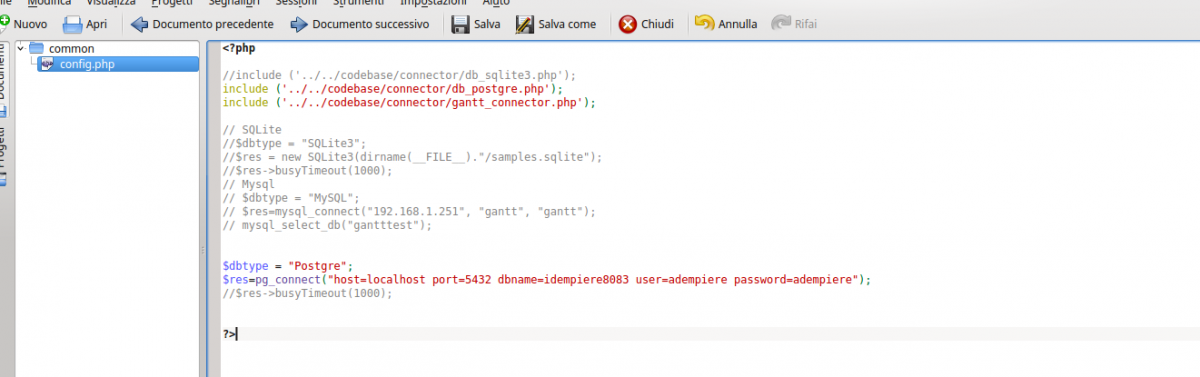 Modifica Visualizza Progetti Segnalibri Sessioni Strumenti Impostazioni Aiuto
Nuovo Apri Documento precedente Documento successivo Salva Salva come Chiudi Annulla Rifai
common
config.php
Progetti
<?php
//include ('../../codebase/connector/db_sqlite3.php');
include ('../../codebase/connector/db_postgre.php');
include ('../../codebase/connector/gantt_connector.php');
// SQLite
//$dbtype = "SQLite3";
//$res = new SQLite3(dirname(__FILE__)."/samples.sqlite");
//$res->busyTimeout(1000);
// Mysql
// $dbtype = "MySQL";
// $res=mysql_connect("192.168.1.251", "gantt", "gantt");
// mysql_select_db("gantttest");
$dbtype = "Postgre";
$res=pg_connect("host=localhost port=5432 dbname=idempiere8083 user=adempiere password=adempiere");
//$res->busyTimeout(1000);
?>